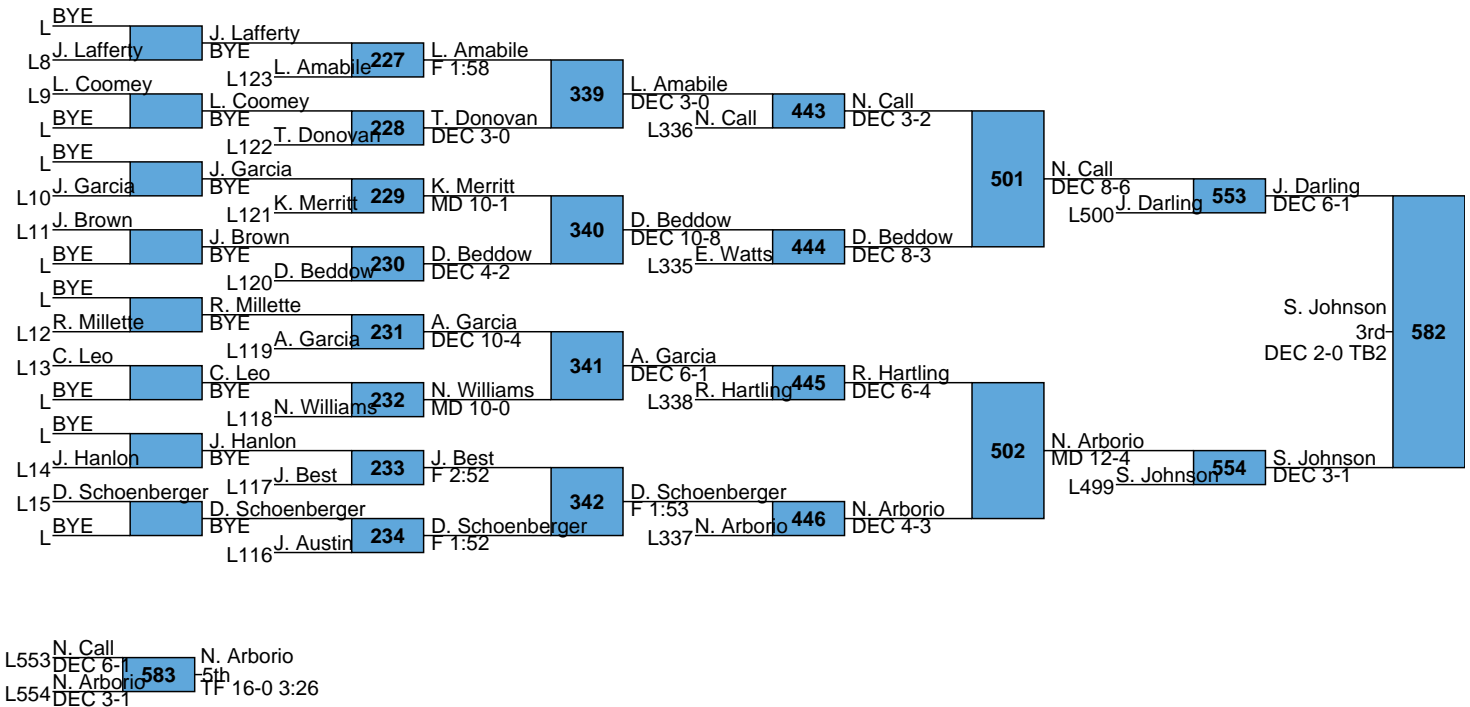 BYE
L
J. Lafferty
L8
J. Lafferty
BYE
L. Coomey
L9
BYE
L
L. Coomey
BYE
BYE
L
J. Garcia
L10
J. Garcia
BYE
J. Brown
L11
BYE
L
J. Brown
BYE
BYE
L
R. Millette
L12
R. Millette
BYE
C. Leo
L13
BYE
L
C. Leo
BYE
BYE
L
J. Hanlon
L14
J. Hanlon
BYE
D. Schoenberger
L15
BYE
L
D. Schoenberger
BYE
L123
L. Amabile
227
L. Amabile
F 1:58
L122
T. Donovan
228
T. Donovan
DEC 3-0
L121
K. Merritt
229
K. Merritt
MD 10-1
L120
D. Beddow
230
D. Beddow
DEC 4-2
L119
A. Garcia
231
A. Garcia
DEC 10-4
L118
N. Williams
232
N. Williams
MD 10-0
L117
J. Best
233
J. Best
F 2:52
L116
J. Austin
234
D. Schoenberger
F 1:52
339
L. Amabile
DEC 3-0
340
D. Beddow
DEC 10-8
341
A. Garcia
DEC 6-1
342
D. Schoenberger
F 1:53
L336
N. Call
443
N. Call
DEC 3-2
L335
E. Watts
444
D. Beddow
DEC 8-3
L338
R. Hartling
445
R. Hartling
DEC 6-4
L337
N. Arborio
446
N. Arborio
DEC 4-3
501
N. Call
DEC 8-6
502
N. Arborio
MD 12-4
L500
J. Darling
553
J. Darling
DEC 6-1
L499
S. Johnson
554
S. Johnson
DEC 3-1
582
S. Johnson
3rd
DEC 2-0 TB2
L553
N. Call
DEC 6-1
L554
N. Arborio
DEC 3-1
583
N. Arborio
5th
TF 16-0 3:26